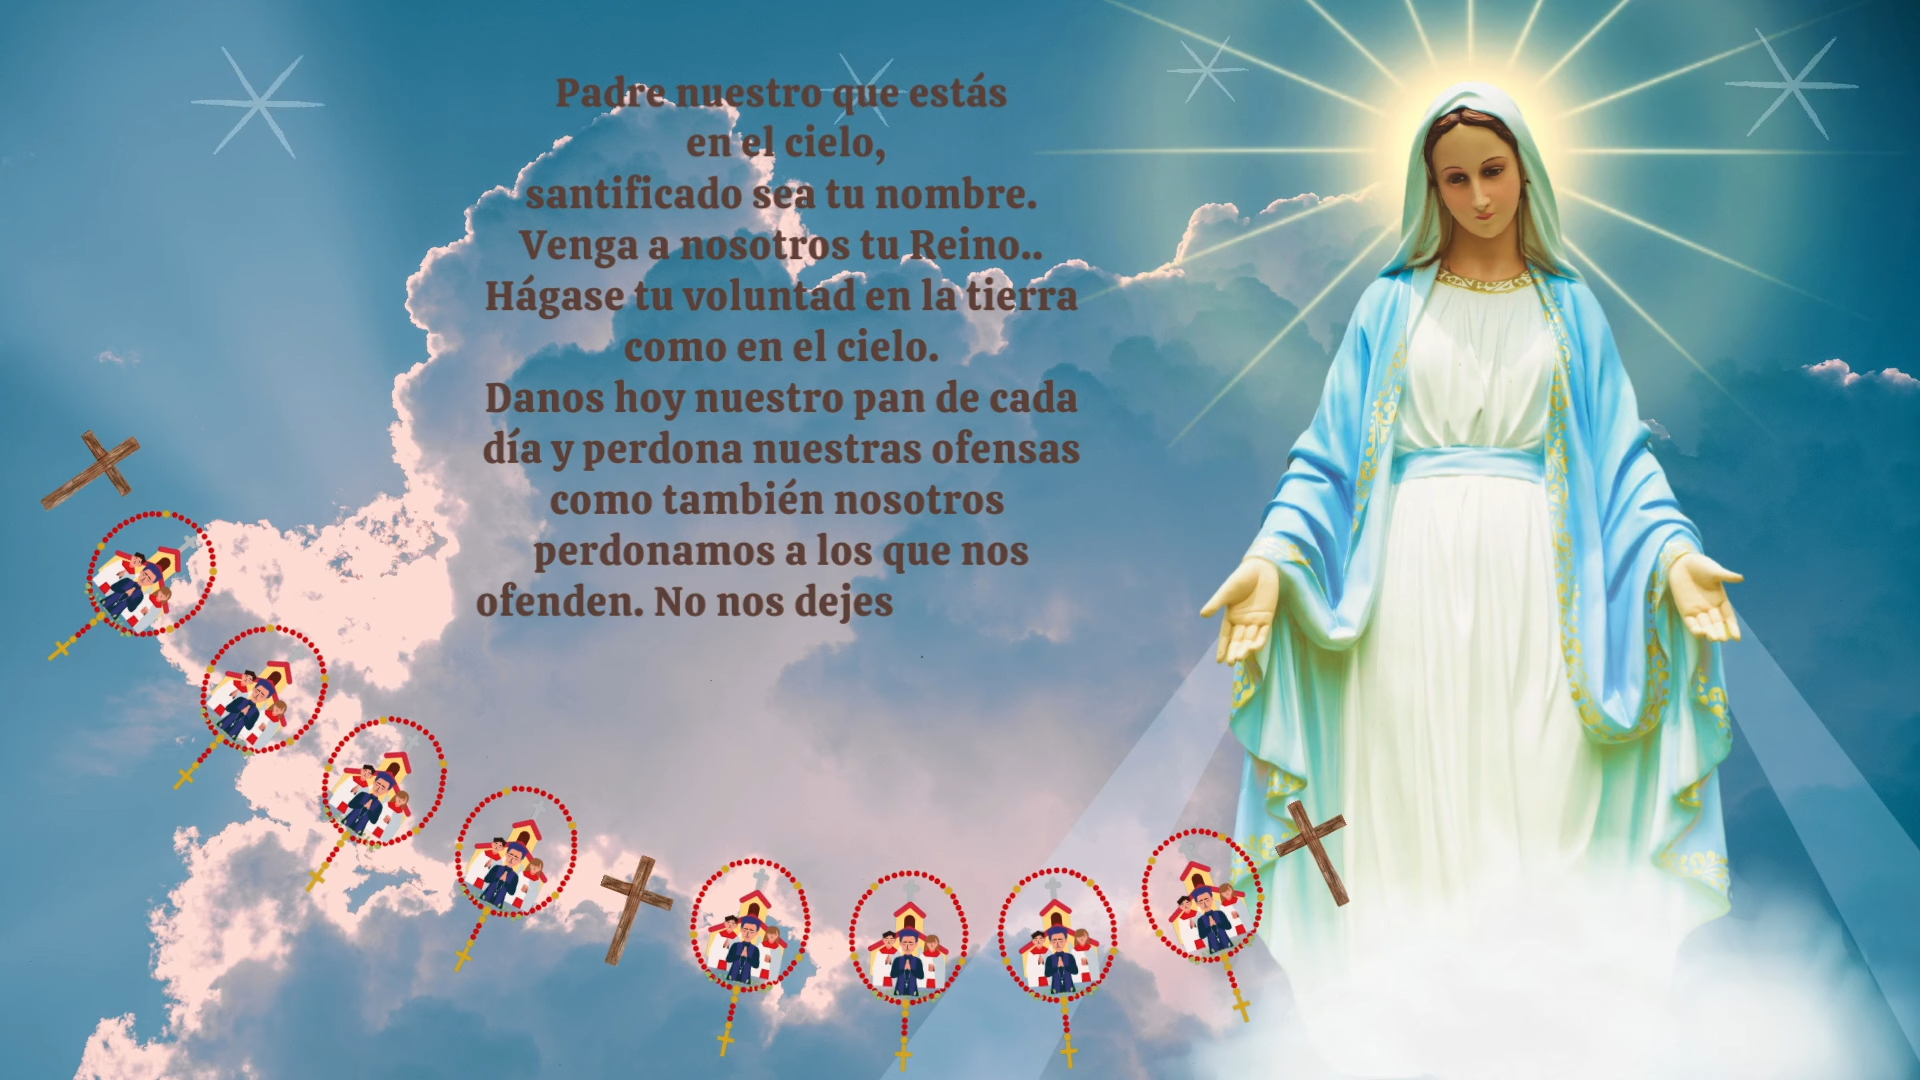 Padre nuestro que estás
en el cielo,
santificado sea tu nombre.
Venga a nosotros tu Reino..
Hágase tu voluntad en la tierra
como en el cielo.
Danos hoy nuestro pan de cada
día y perdona nuestras ofensas
como también nosotros
perdonamos a los que nos
ofenden. No nos dejes